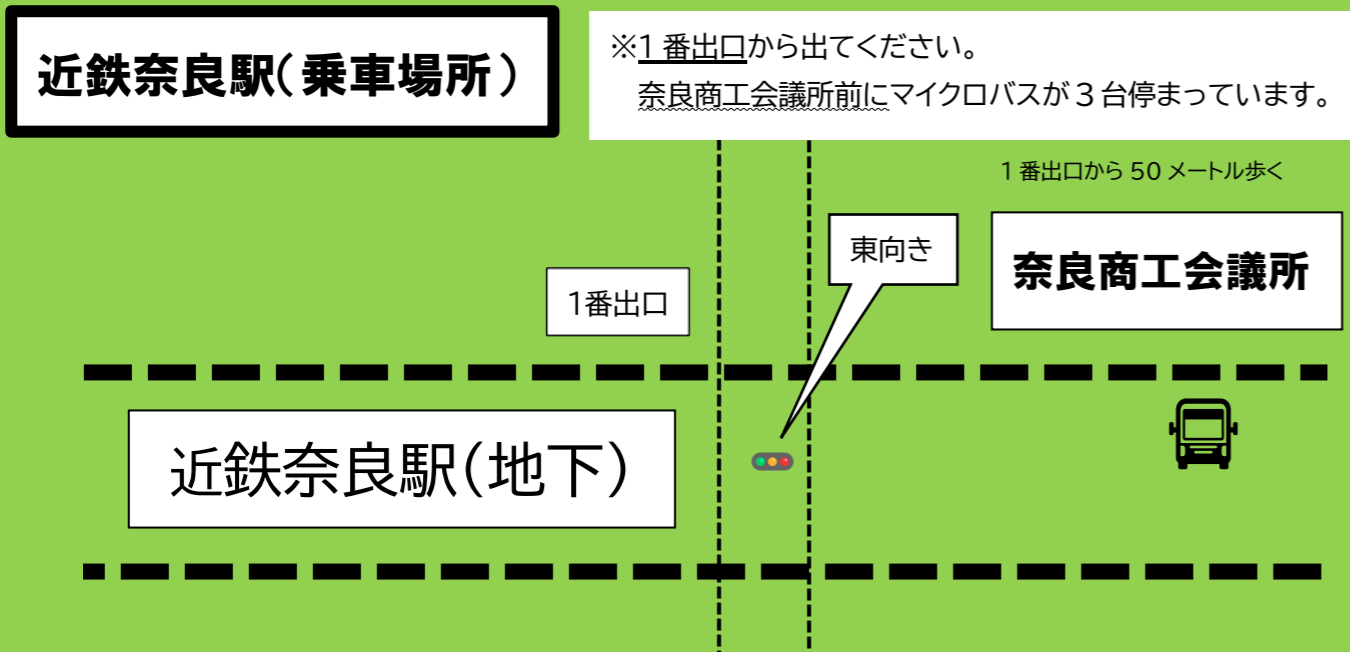 近鉄奈良駅(乗車場所)
※1番出口から出てください。
奈良商工会議所前にマイクロバスが3台停まっています。
1番出口から50メートル歩く
東向き
奈良商工会議所
1番出口
近鉄奈良駅(地下)